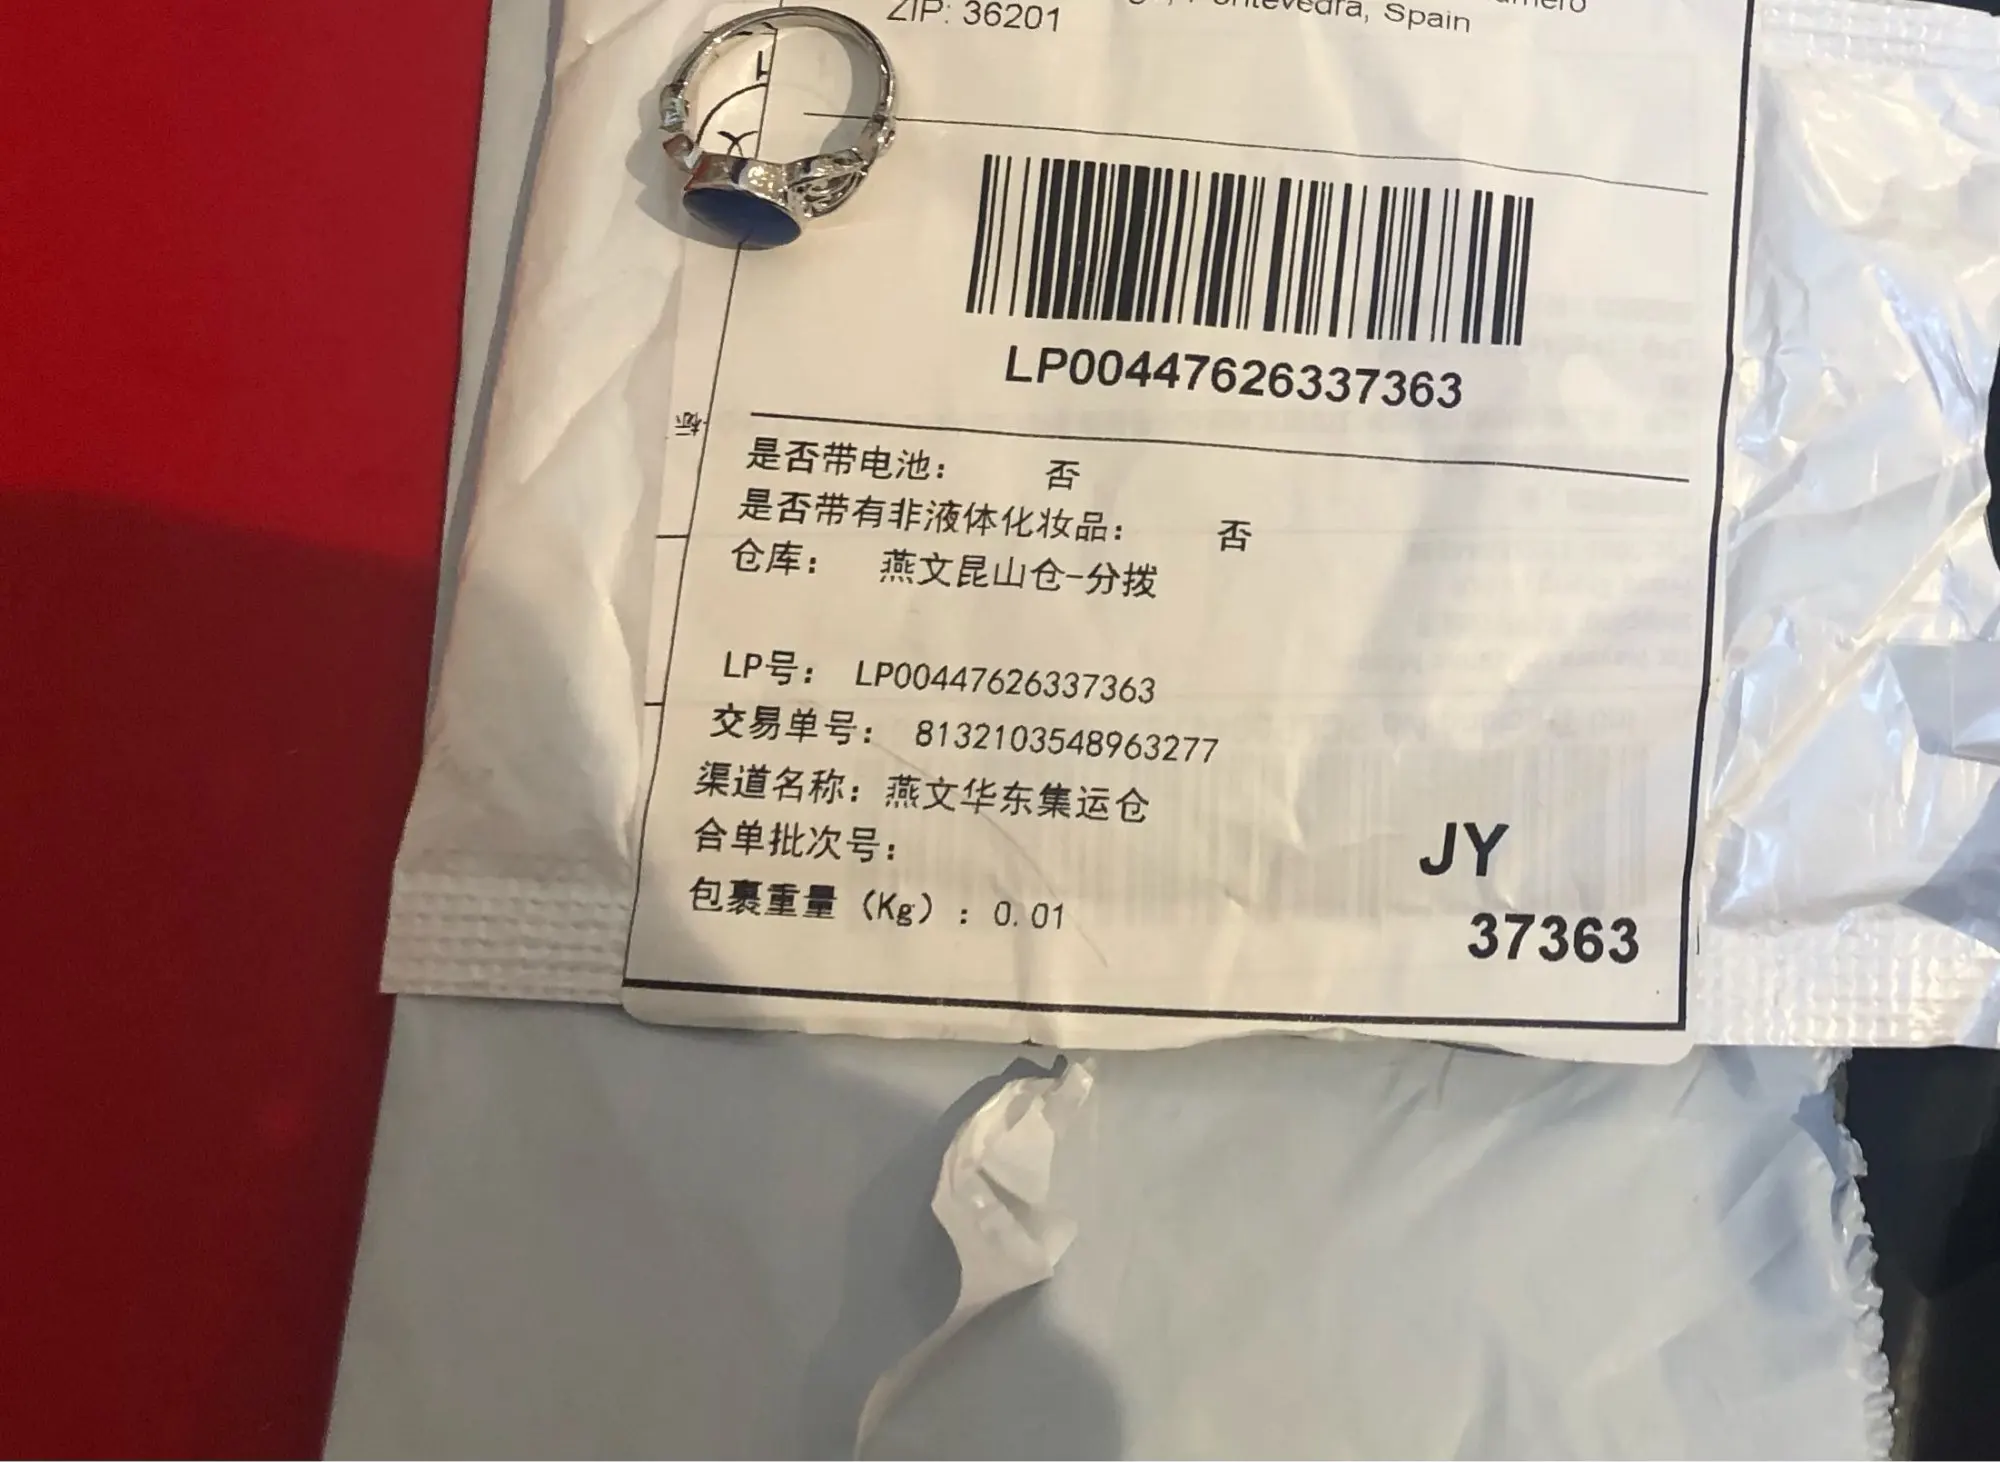 ZIP: 36201
Pontevedra, Spain
LP00447626337363
是否带电池： 否
是否带有非液体化妆品： 否
仓库： 燕文昆山仓-分拨
LP号： LP00447626337363
交易单号： 8132103548963277
渠道名称： 燕文华东集运仓
合单批次号：
包裹重量（Kg）: 0.01
JY
37363